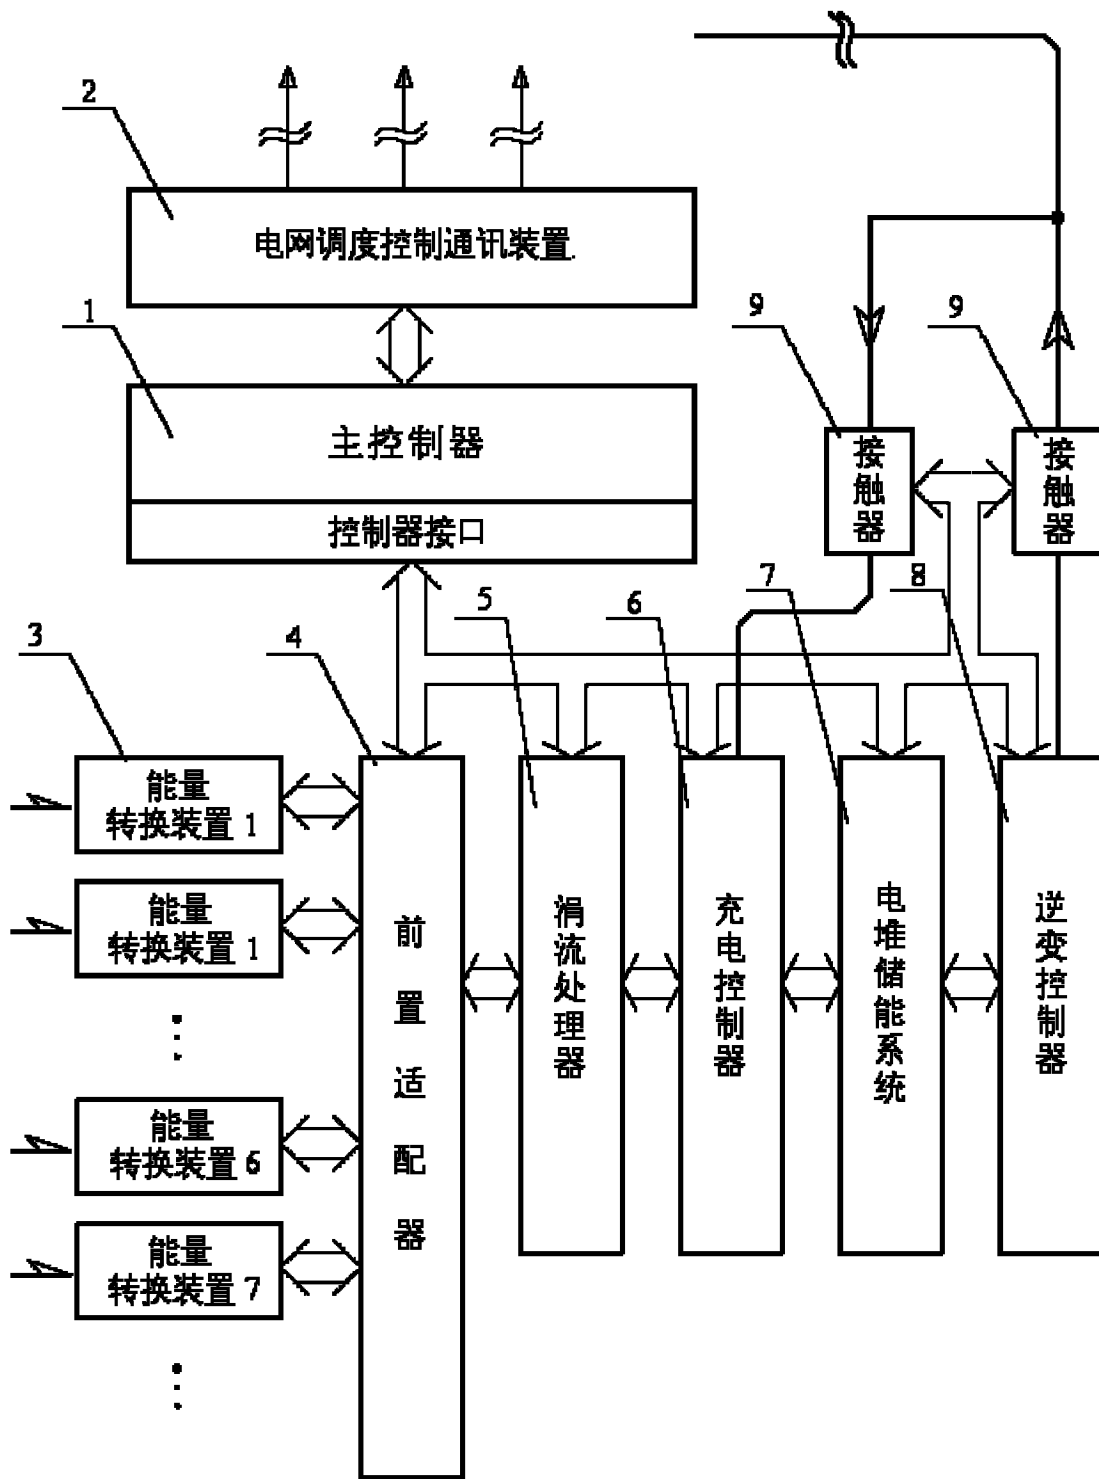 2
电网调度控制通讯装置
1
主控制器
控制器接口
9
9
接触器
接触器
3
4
5
6
7
8
能量
转换装置1
能量
转换装置1
能量
转换装置6
能量
转换装置7
前置适配器
涓流处理器
充电控制器
电堆储能系统
逆变控制器